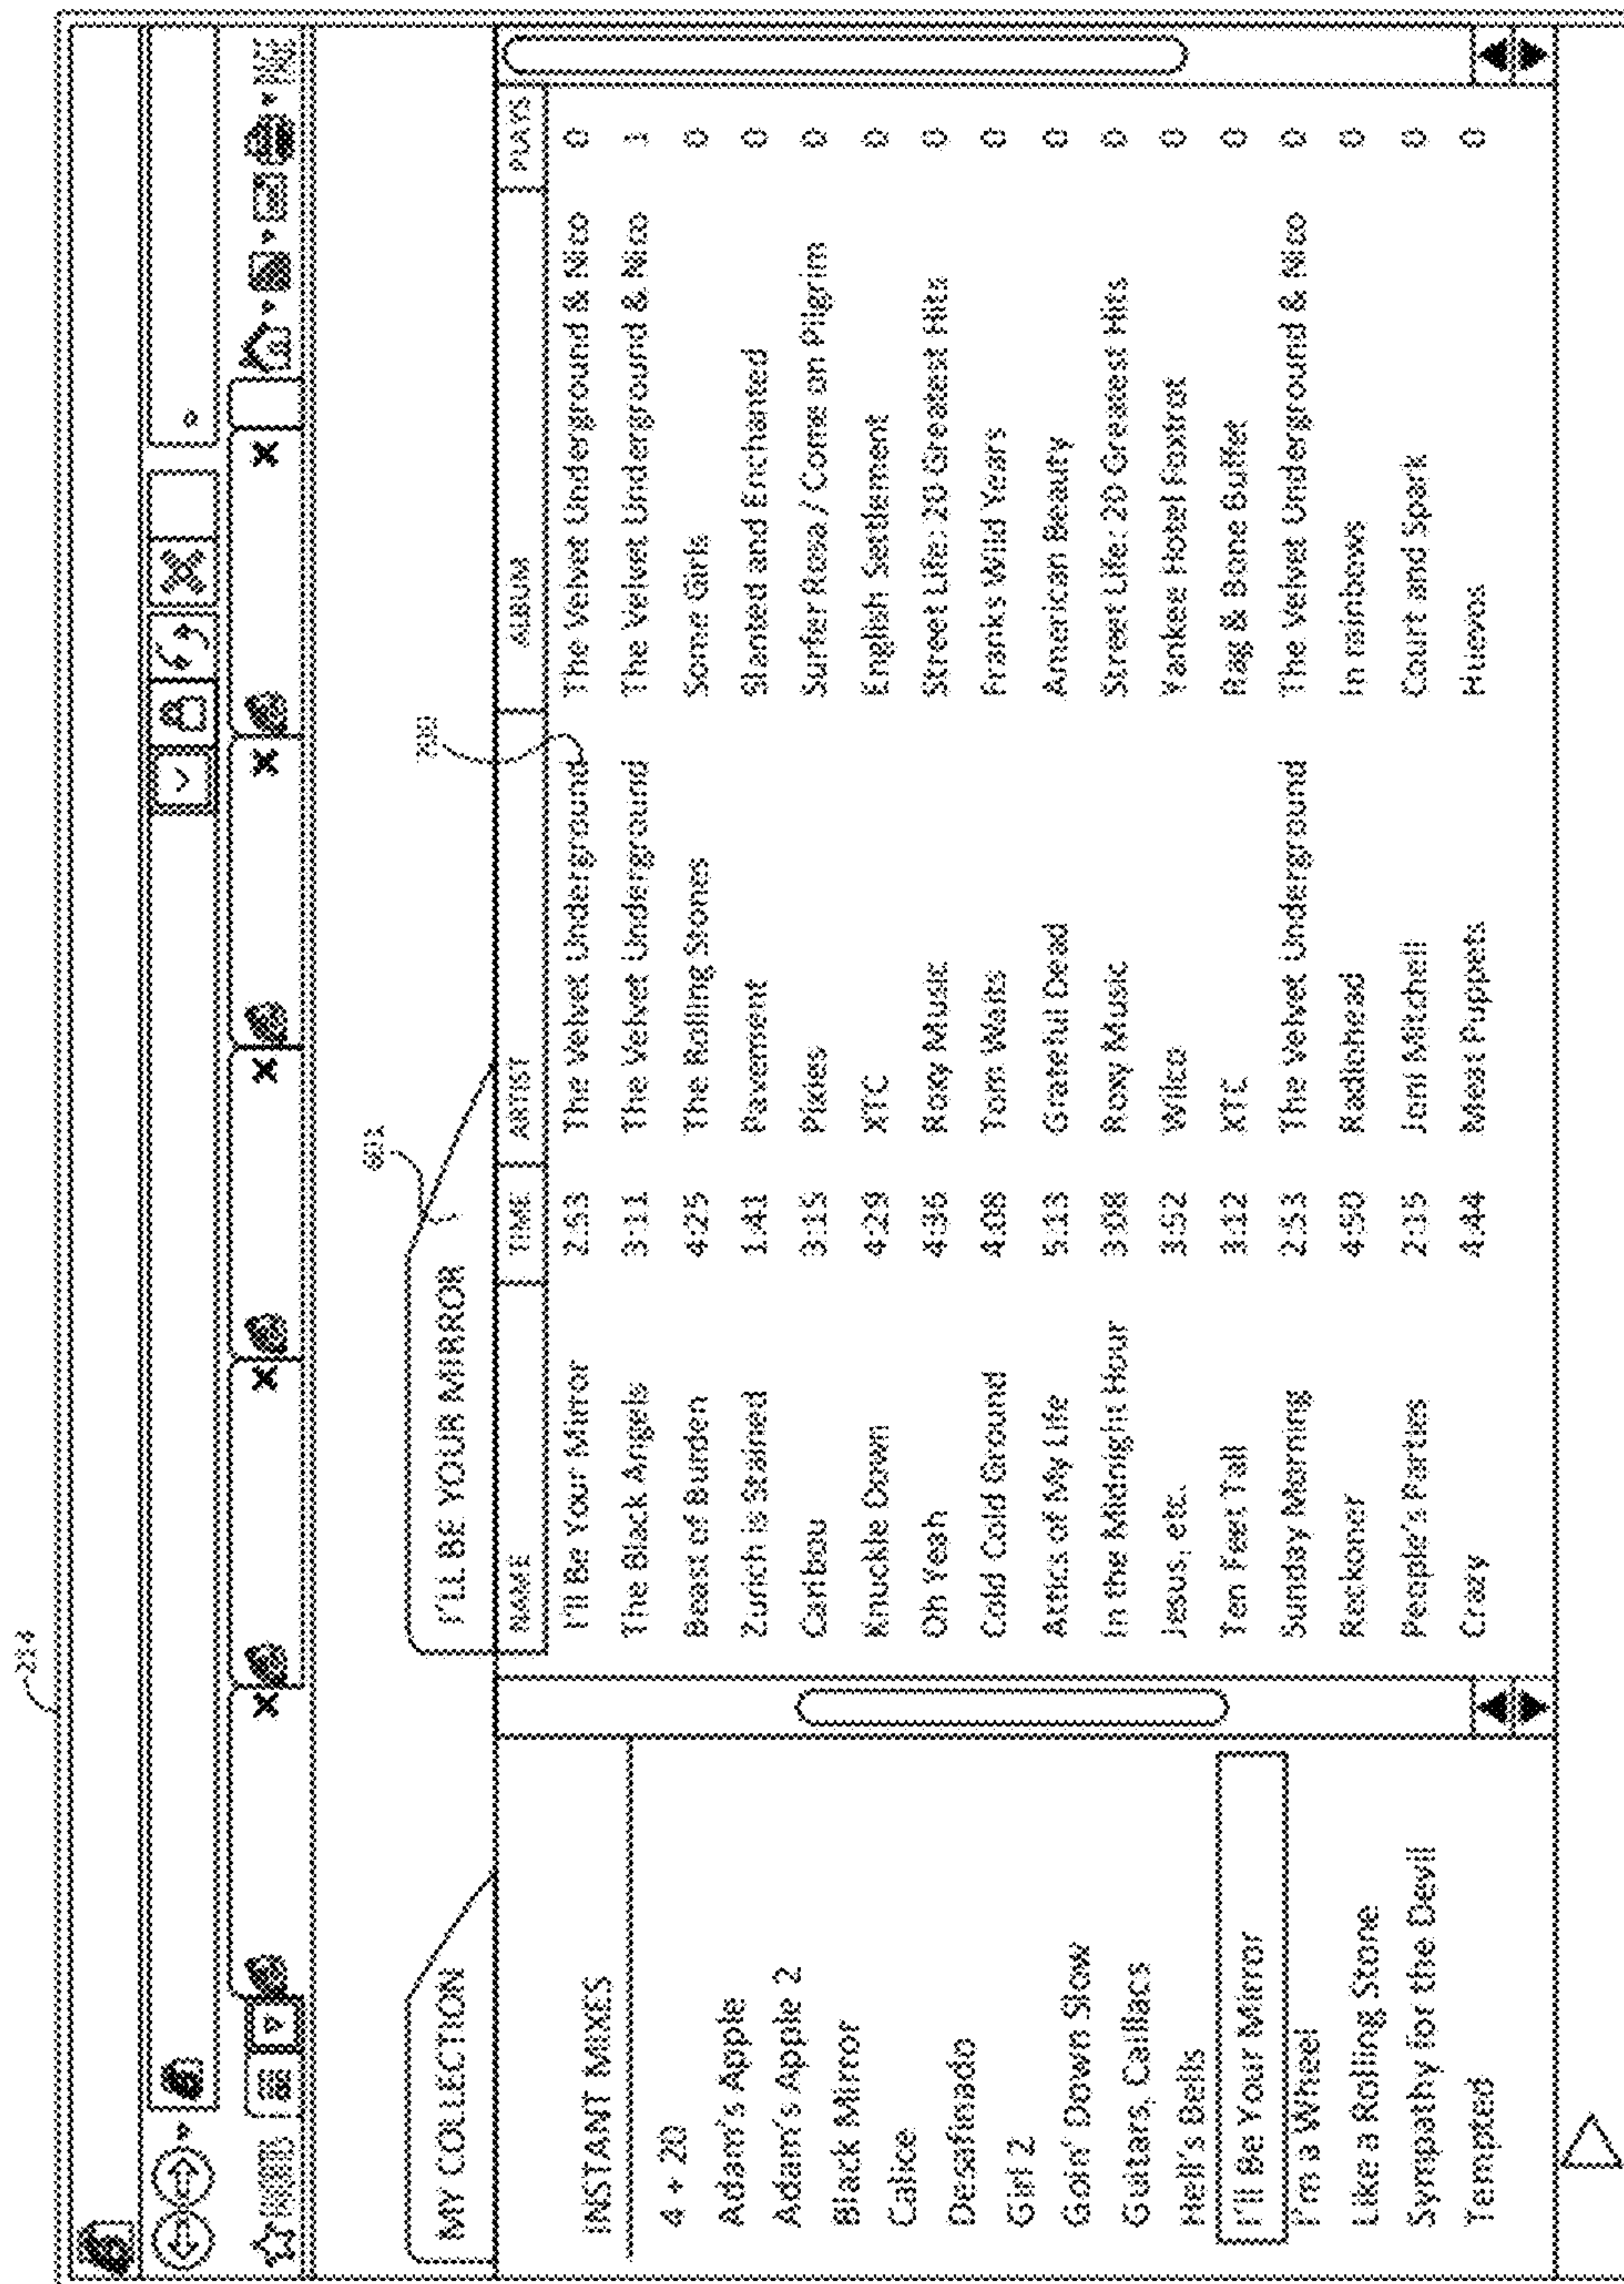 214
MY COLLECTION
I'LL BE YOUR MIRROR
INSTANT MIXES
4 + 20
Adam's Apple
Adam's Apple 2
Black Mirror
Calice
Desafinado
Girl 2
Goin' Down Slow
Guitars, Caillacs
Hell's Bells
I'll Be Your Mirror
I'm a Wheel
Like a Rolling Stone
Sympathy for the Devil
Tempted
NAME TIME ARTIST ALBUM PLAYS
I'll Be Your Mirror 2:53 The Velvet Underground The Velvet Underground & Nico 0
The Black Angels 3:11 The Velvet Underground The Velvet Underground & Nico 1
Beast of Burden 4:25 The Rolling Stones Some Girls 0
Zurich is Stained 1:41 Pavement Slanted and Enchanted 0
Caribou 3:15 Pixies Surfer Rosa / Come on Pilgrim 0
Knuckle Down 4:29 XTC English Settlement 0
Oh Yeah 4:36 Roxy Music Street Life: 20 Greatest Hits 0
Cold Cold Ground 4:08 Tom Waits Franks Wild Years 0
Attics of My Life 5:13 Grateful Dead American Beauty 0
In the Midnight Hour 3:08 Roxy Music Street Life: 20 Greatest Hits 0
Jesus, etc. 3:52 Wilco Yankee Hotel Foxtrot 0
Ten Feet Tall 3:12 XTC Rag & Bone Buffet 0
Sunday Morning 2:53 The Velvet Underground The Velvet Underground & Nico 0
Reckoner 4:50 Radiohead In rainbows 0
People's Parties 2:15 Joni Mitchell Court and Spark 0
Crazy 4:44 Meat Puppets Huevos 0